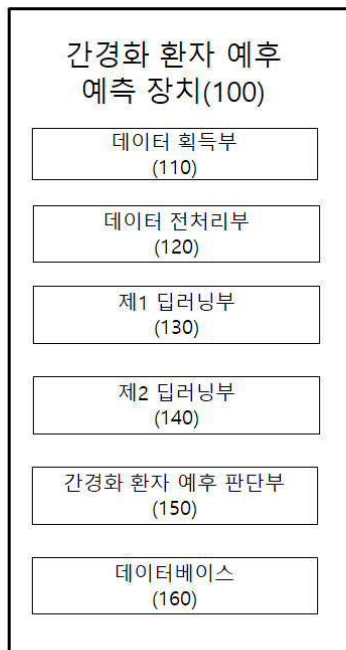 간경화 환자 예후
예측 장치(100)
데이터 획득부
(110)
데이터 전처리부
(120)
제1 딥러닝부
(130)
제2 딥러닝부
(140)
간경화 환자 예후 판단부
(150)
데이터베이스
(160)